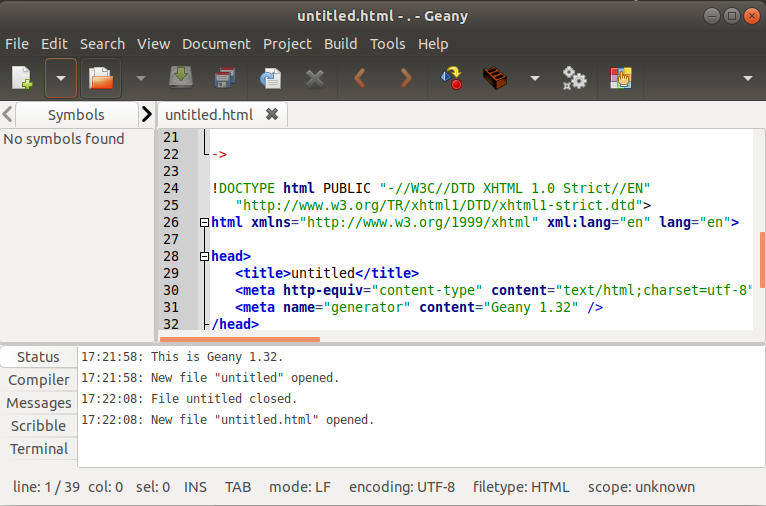 untitled.html - . - Geany
File Edit Search View Document Project Build Tools Help
Symbols
untitled.html
No symbols found
21
22 ->
23
24 !DOCTYPE html PUBLIC "-//W3C//DTD XHTML 1.0 Strict//EN"
25 "http://www.w3.org/TR/xhtml1/DTD/xhtml1-strict.dtd">
26 html xmlns="http://www.w3.org/1999/xhtml" xml:lang="en" lang="en">
27
28 head>
29 <title>untitled</title>
30 <meta http-equiv="content-type" content="text/html;charset=utf-8"
31 <meta name="generator" content="Geany 1.32" />
32 /head>
Status
Compiler
Messages
Scribble
Terminal
17:21:58: This is Geany 1.32.
17:21:58: New file "untitled" opened.
17:22:08: File untitled closed.
17:22:08: New file "untitled.html" opened.
line: 1 / 39 col: 0 sel: 0 INS TAB mode: LF encoding: UTF-8 filetype: HTML scope: unknown